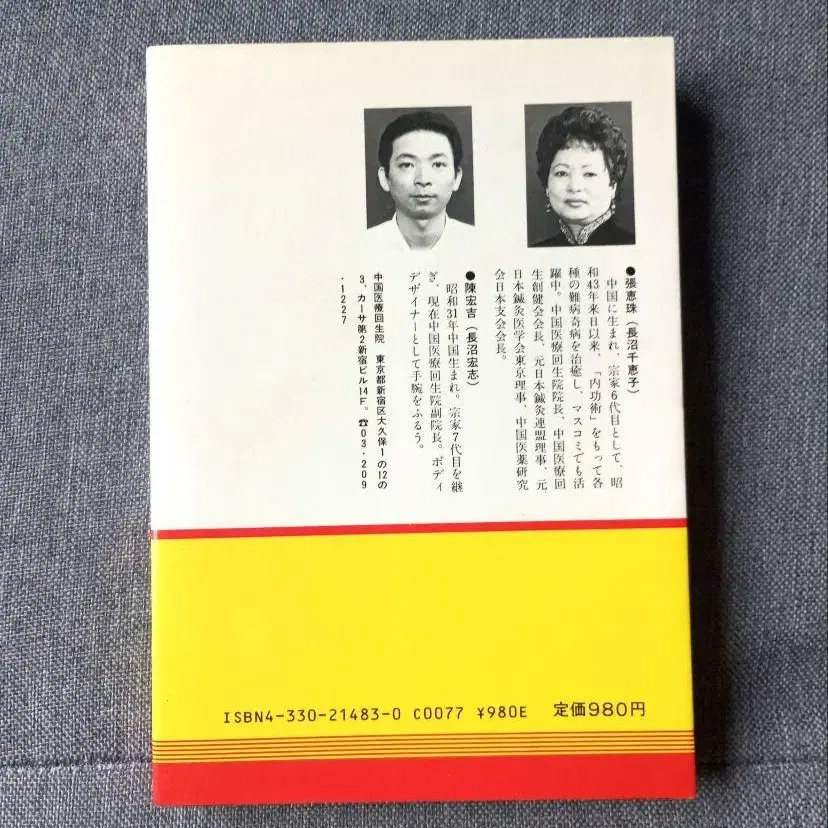 ●張恵珠(長沼千恵子)
中国に生まれ、宗家6代目として、昭
和43年来日以来、「内功術」をもって各
種の難病奇病を治癒し、マスコミでも活
躍中。中国医療回生院院長、中国医療回
生創健会会長、元日本鍼灸連盟理事、元
日本鍼灸医学会東京理事、中国医薬研究
会日本支会会長。
●陳宏吉(長沼宏志)
昭和31年中国生まれ。宗家7代目を継
ぎ、現在中国医療回生院副院長。ボディ
デザイナーとして手腕をふるう。
中国医療回生院 東京都新宿区大久保1の12の
3、カーサ第2新宿ビル14F。☎03・209
・1227
ISBN4-330-21483-0 C0077 ¥980E 定価980円